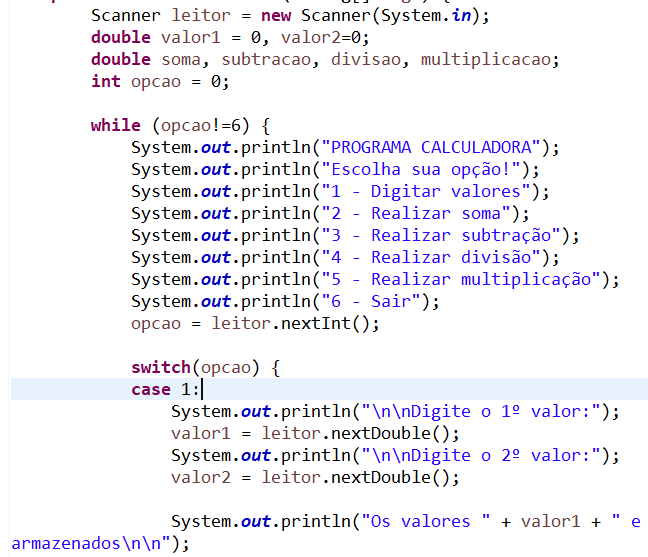 Scanner leitor = new Scanner(System.in);
double valor1 = 0, valor2=0;
double soma, subtracao, divisao, multiplicacao;
int opcao = 0;
while (opcao!=6) {
System.out.println("PROGRAMA CALCULADORA");
System.out.println("Escolha sua opção!");
System.out.println("1 - Digitar valores");
System.out.println("2 - Realizar soma");
System.out.println("3 - Realizar subtração");
System.out.println("4 - Realizar divisão");
System.out.println("5 - Realizar multiplicação");
System.out.println("6 - Sair");
opcao = leitor.nextInt();
switch(opcao) {
case 1:
System.out.println("\n\nDigite o 1º valor:");
valor1 = leitor.nextDouble();
System.out.println("\n\nDigite o 2º valor:");
valor2 = leitor.nextDouble();
System.out.println("Os valores " + valor1 + " e
armazenados\n\n");